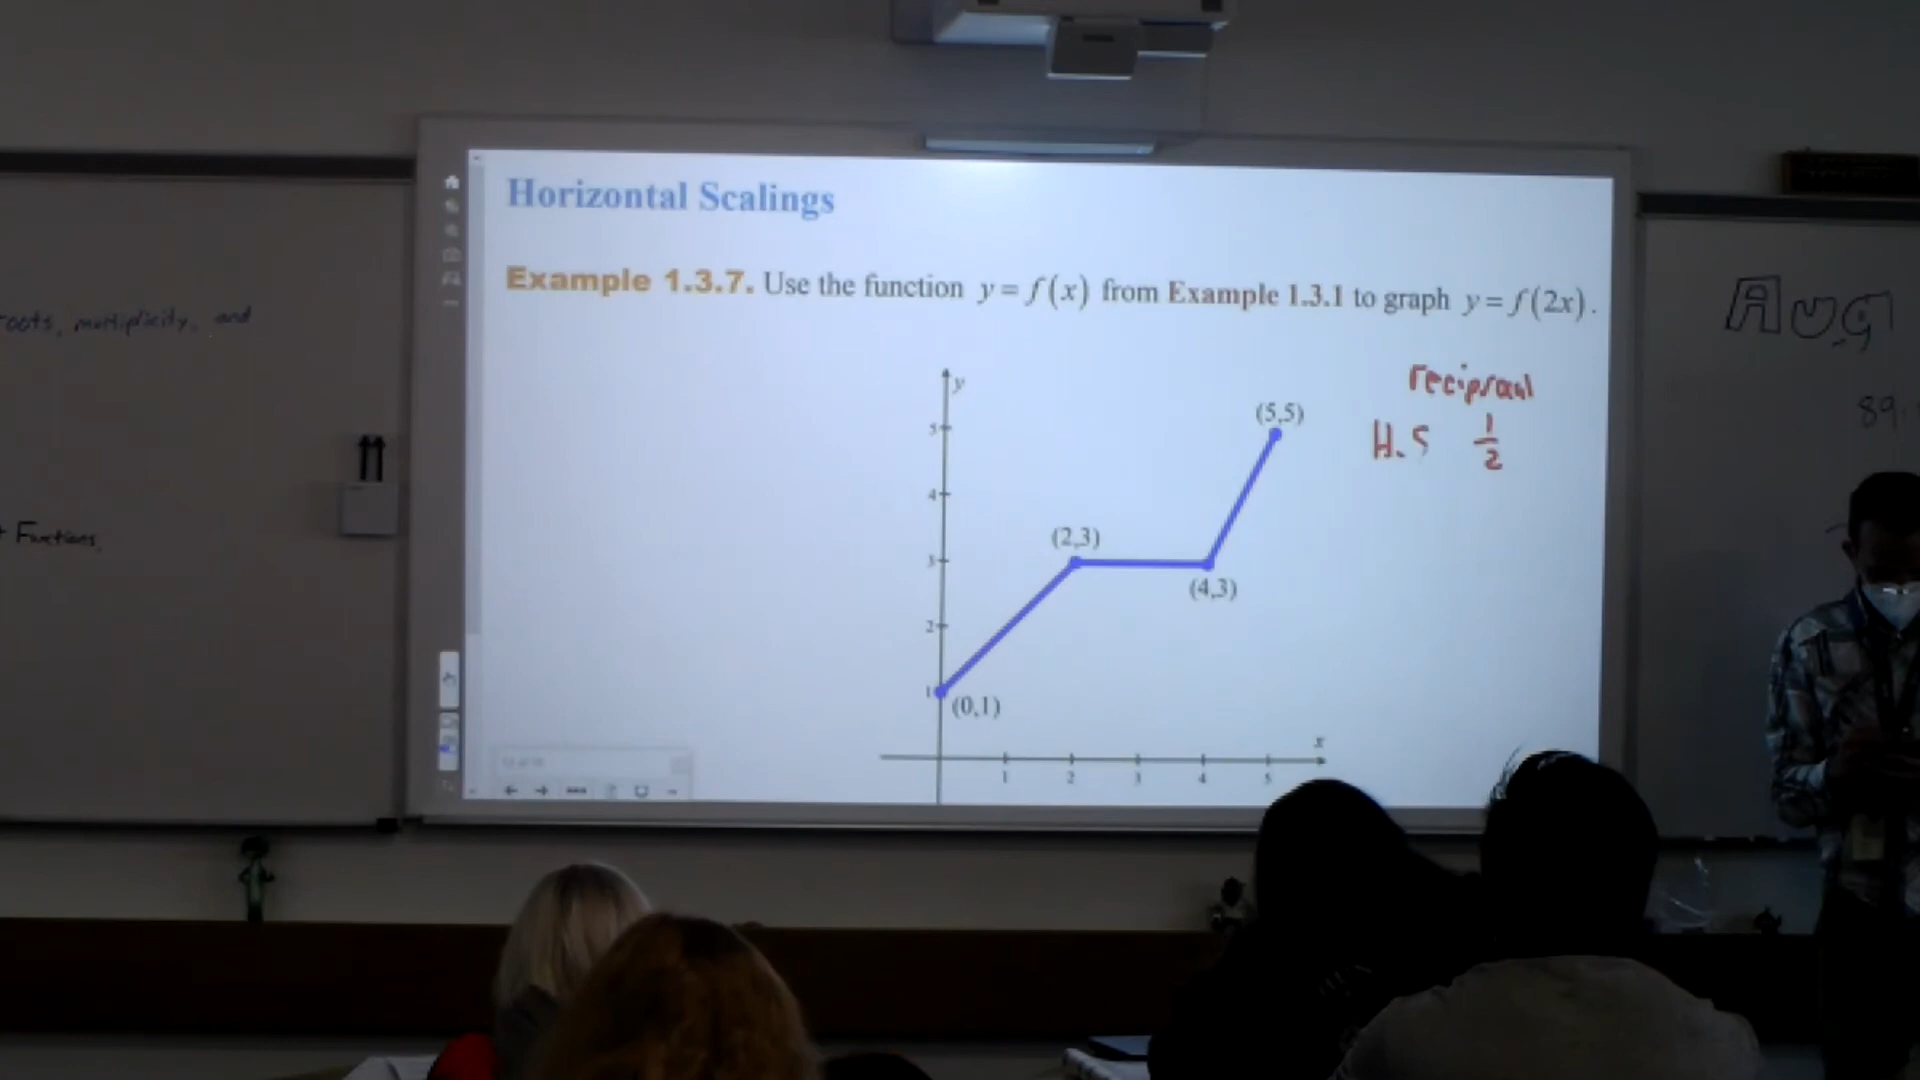 Horizontal Scalings
Example 1.3.7. Use the function y = f(x) from Example 1.3.1 to graph y = f(2x).
roots, multiplicity, and
Functions.
Aug
89
reciprocal
H.S 1/2
y
5
4
3
2
1
(5,5)
(2,3)
(4,3)
(0,1)
x
1 2 3 4 5